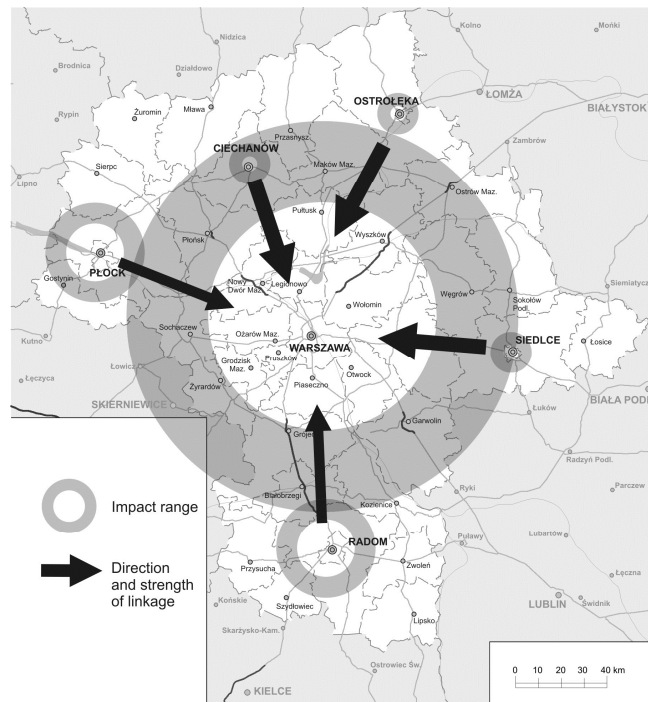 Kolno
Mońki
Nidzica
Brodnica
Działdowo
ŁOMŻA
OSTROŁĘKA
BIAŁYSTOK
Rypin
Żuromin
Mława
Przasnysz
Zambrów
CIECHANÓW
Lipno
Sierpc
Maków Maz.
Ostrów Maz.
Pułtusk
Płońsk
Wyszków
PŁOCK
Gostynin
Nowy
Dwór Maz.
Legionowo
Węgrów
Siemiatycze
Sokołów
Podl.
Wołomin
Sochaczew
Kutno
Ożarów Maz.
WARSZAWA
SIEDLCE
Łosice
Łowicz
Grodzisk
Maz.
Pruszków
Otwock
Łęczyca
Żyrardów
Piaseczno
BIAŁA PODL
SKIERNIEWICE
Łuków
Garwolin
Radzyń Podl.
Białobrzegi
Ryki
Parczew
Kozienice
Impact range
RADOM
Puławy
Lubartów
Przysucha
Zwoleń
Direction
and strength
of linkage
Łęczna
Końskie
Szydłowiec
LUBLIN
Świdnik
Lipsko
Skarżysko-Kam.
Ostrowiec Św.
KIELCE
0 10 20 30 40 km